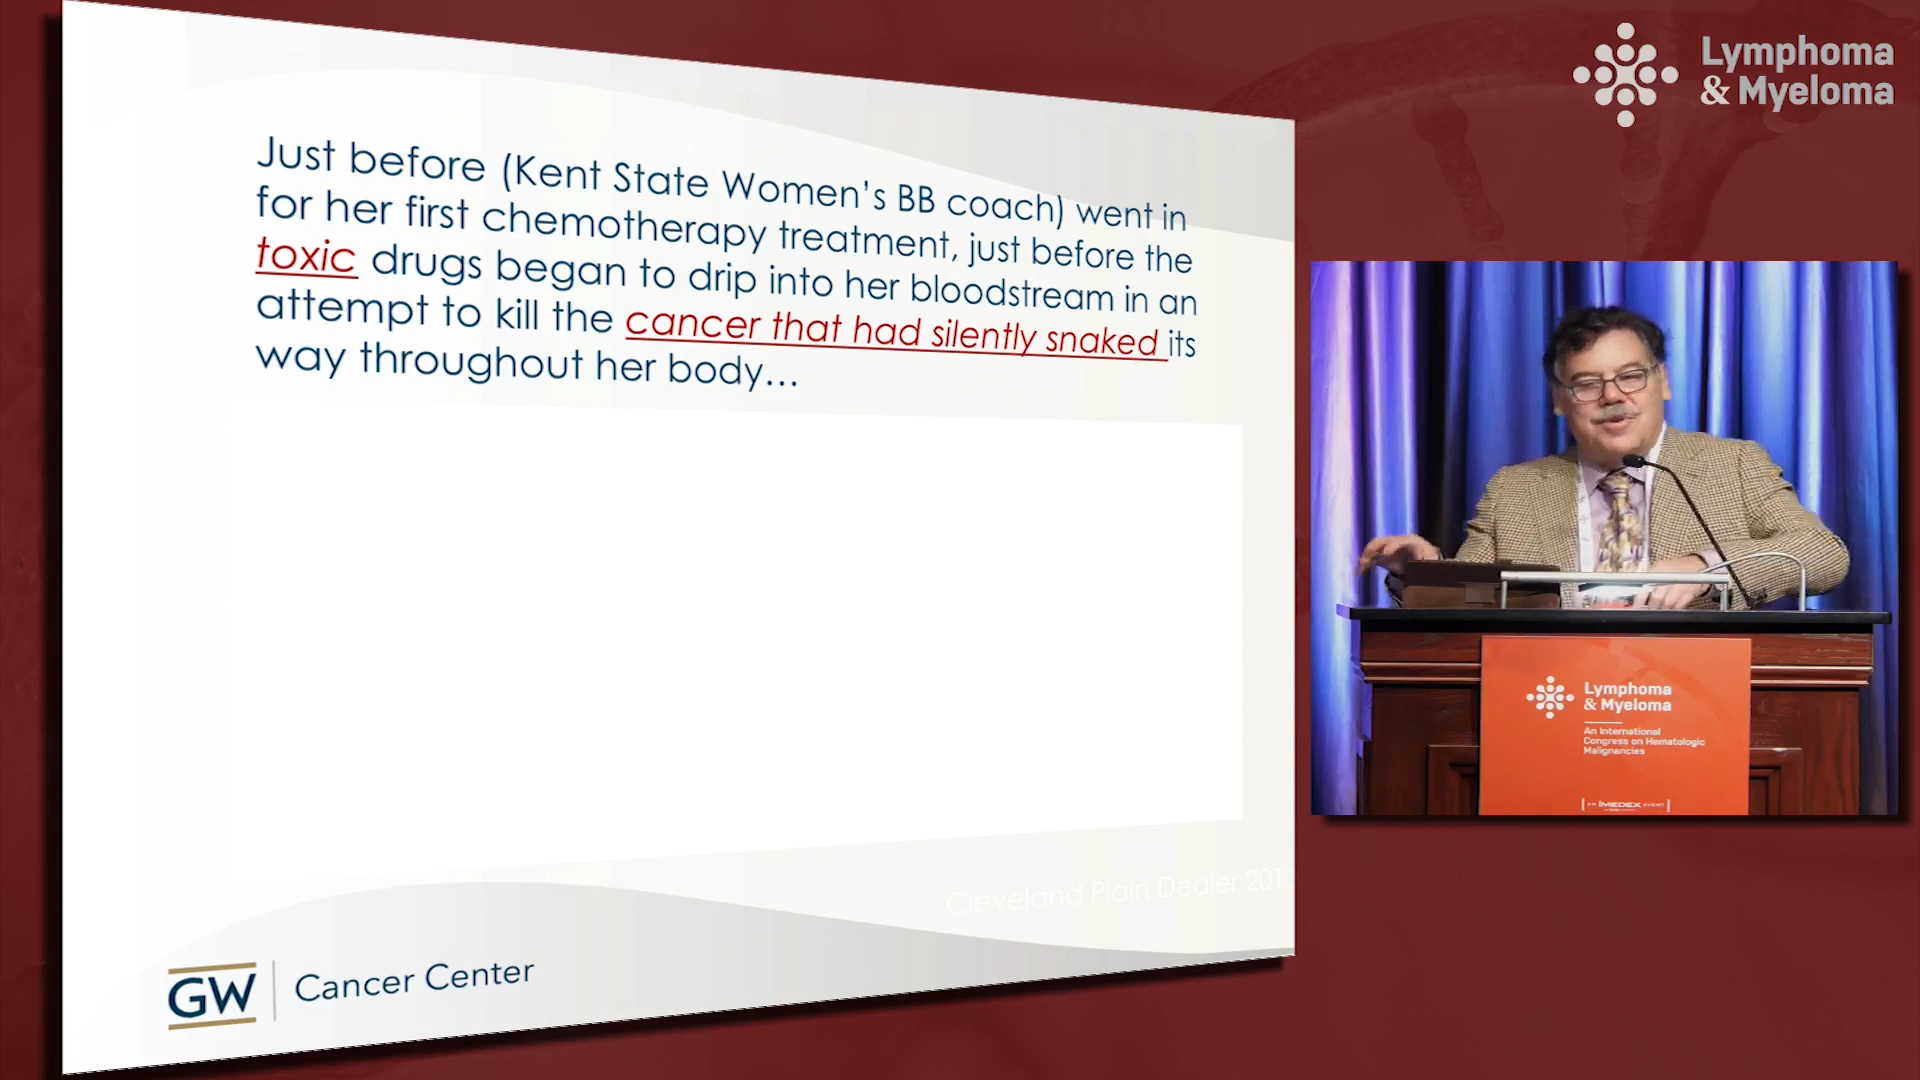 Just before (Kent State Women's BB coach) went in
for her first chemotherapy treatment, just before the
toxic drugs began to drip into her bloodstream in an
attempt to kill the cancer that had silently snaked its
way throughout her body...
Cleveland Plain Dealer 201
GW Cancer Center
Lymphoma
& Myeloma
Lymphoma
& Myeloma
An International
Congress on Hematologic
Malignancies
AN IMEDEX EVENT